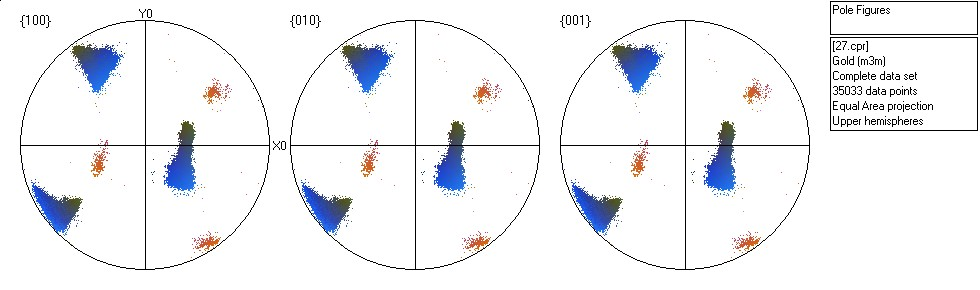 {100}
Y0
X0
{010}
{001}
Pole Figures
[27.cpr]
Gold (m3m)
Complete data set
35033 data points
Equal Area projection
Upper hemispheres